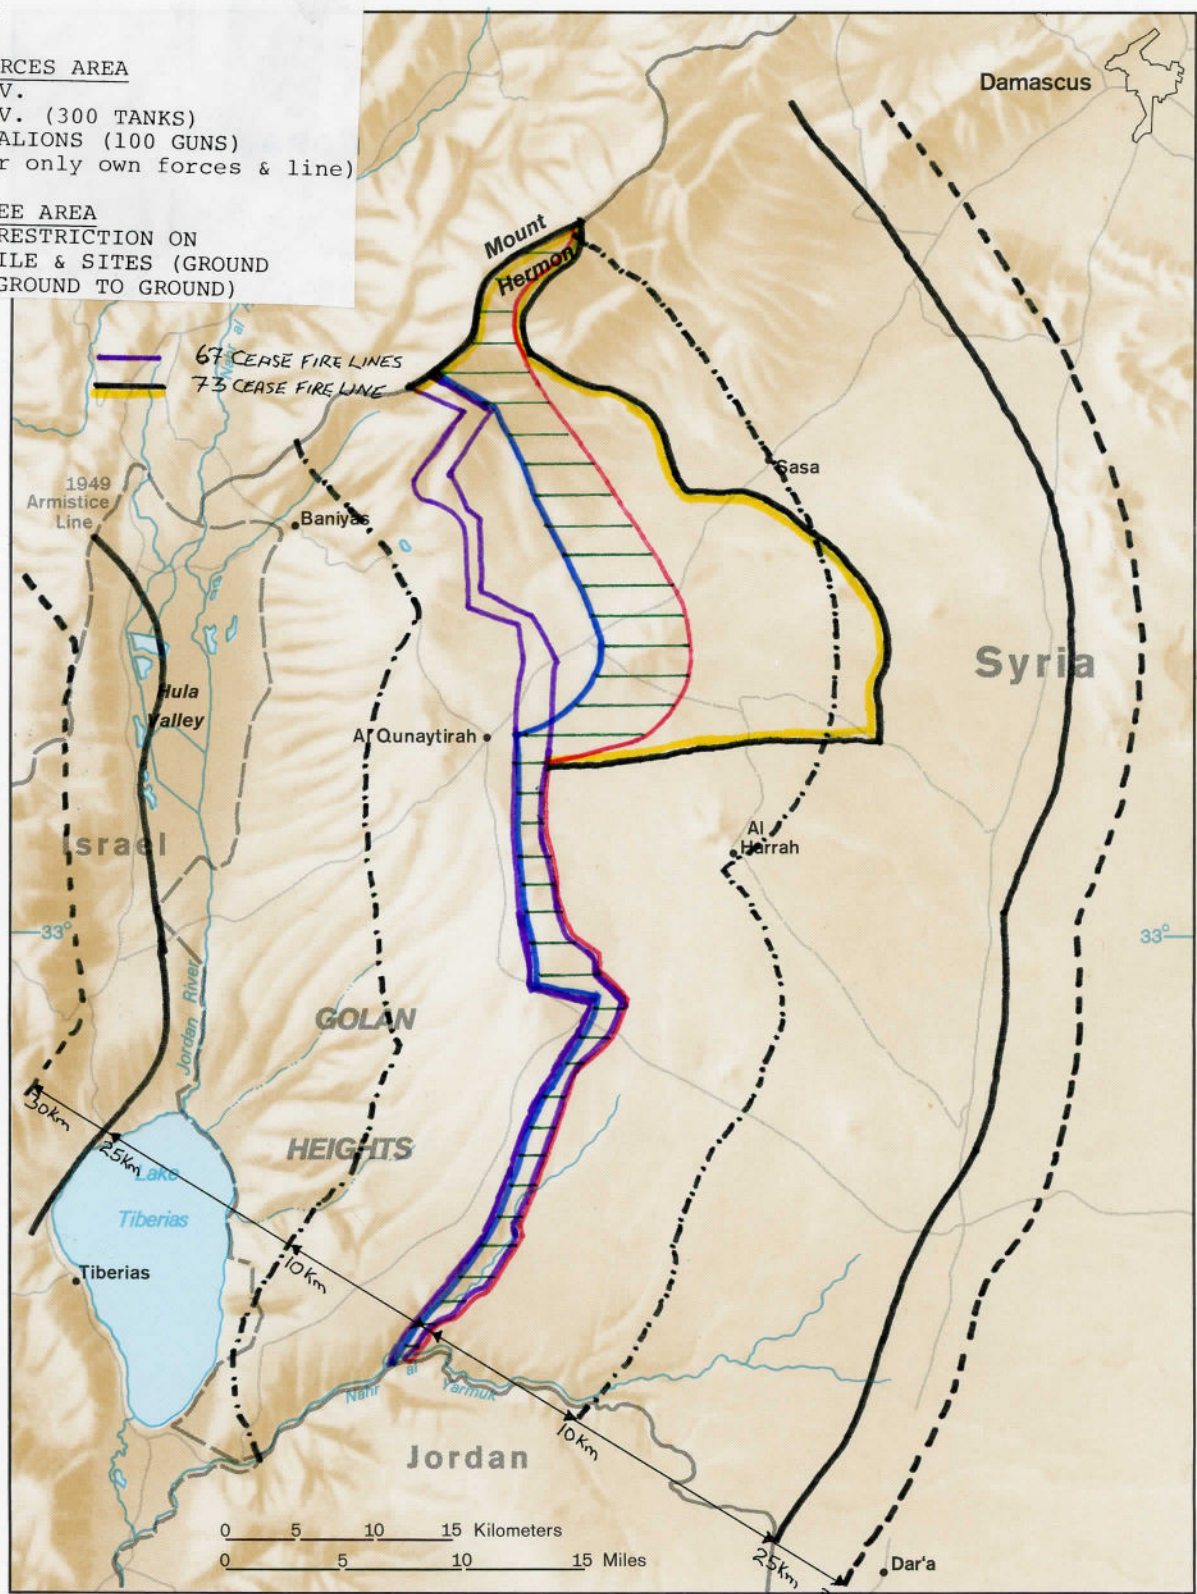 RCES AREA
V.
V. (300 TANKS)
ALIONS (100 GUNS)
r only own forces & line)
EE AREA
RESTRICTION ON
ILE & SITES (GROUND
GROUND TO GROUND)
Damascus
Mount
Hermon
67 CEASE FIRE LINES
73 CEASE FIRE LINE
Sasa
1949
Armistice
Line
Baniyas
Syria
Hula
Valley
Al Qunaytirah
Israel
Al
Harrah
33°
33°
Jordan River
GOLAN
30Km
HEIGHTS
25Km
Lake
Tiberias
10Km
Tiberias
Nahr al Yarmuk
10Km
Jordan
0 5 10 15 Kilometers
0 5 10 15 Miles
25Km
Dar'a